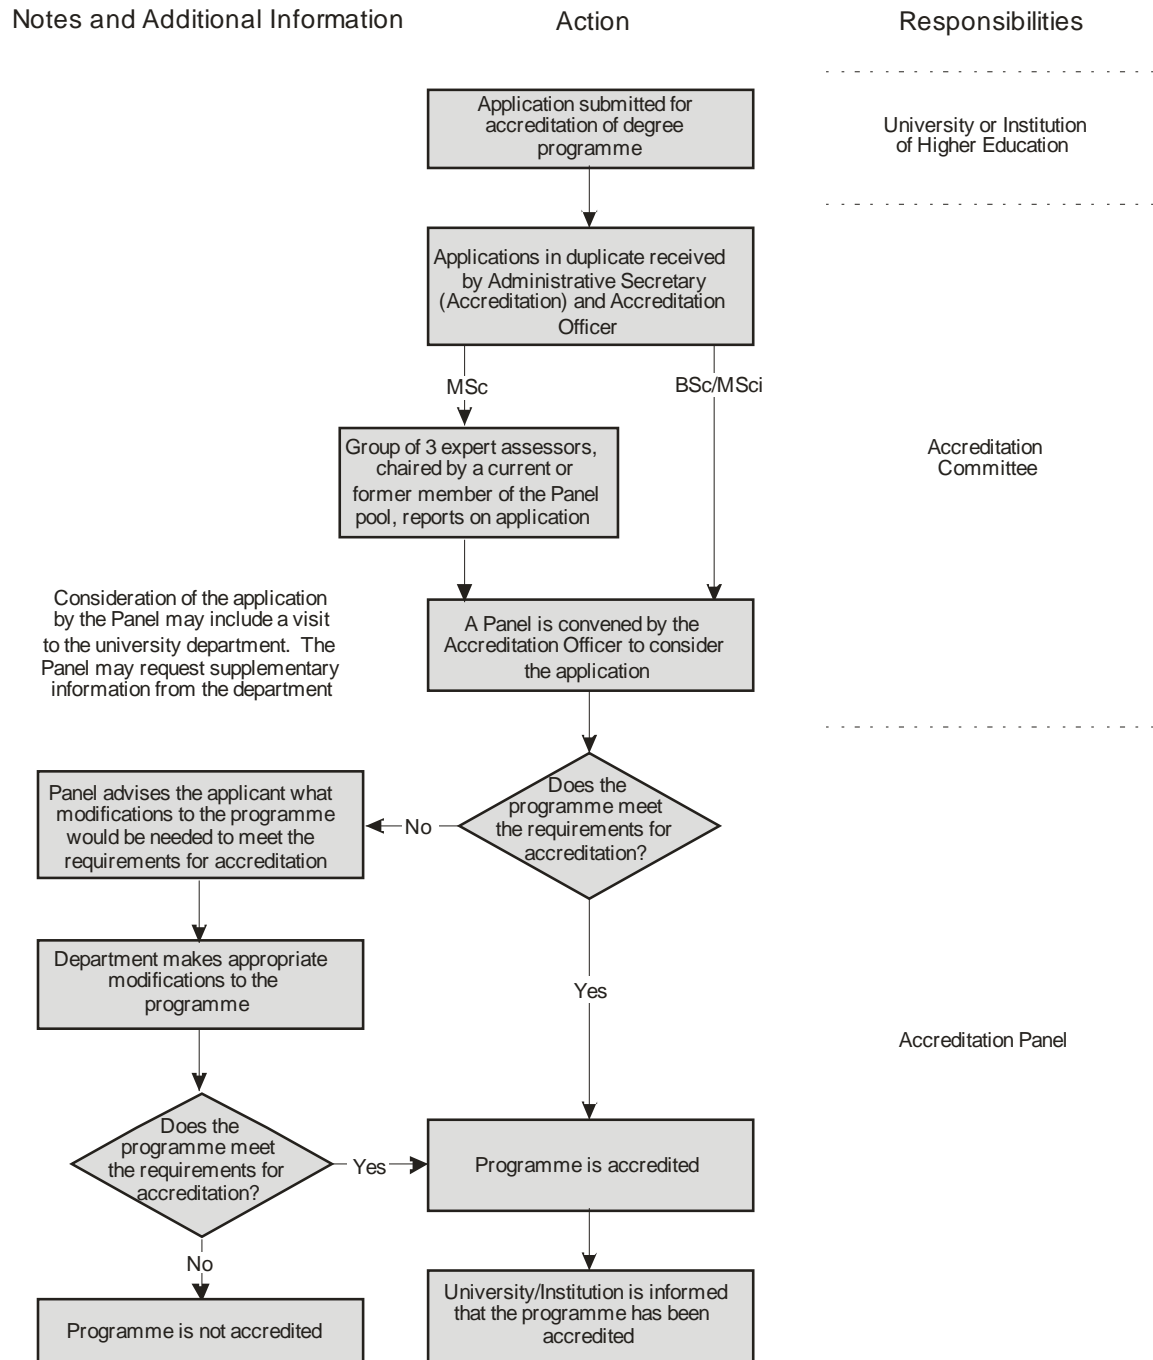 Notes and Additional Information
Action
Responsibilities
Application submitted for
accreditation of degree
programme
University or Institution
of Higher Education
Applications in duplicate received
by Administrative Secretary
(Accreditation) and Accreditation
Officer
MSc
BSc/MSci
Group of 3 expert assessors,
chaired by a current or
former member of the Panel
pool, reports on application
Accreditation
Committee
Consideration of the application
by the Panel may include a visit
to the university department. The
Panel may request supplementary
information from the department
A Panel is convened by the
Accreditation Officer to consider
the application
Does the
programme meet
the requirements for
accreditation?
No
Panel advises the applicant what
modifications to the programme
would be needed to meet the
requirements for accreditation
Department makes appropriate
modifications to the
programme
Yes
Accreditation Panel
Does the
programme meet
the requirements for
accreditation?
Yes
Programme is accredited
No
Programme is not accredited
University/Institution is informed
that the programme has been
accredited